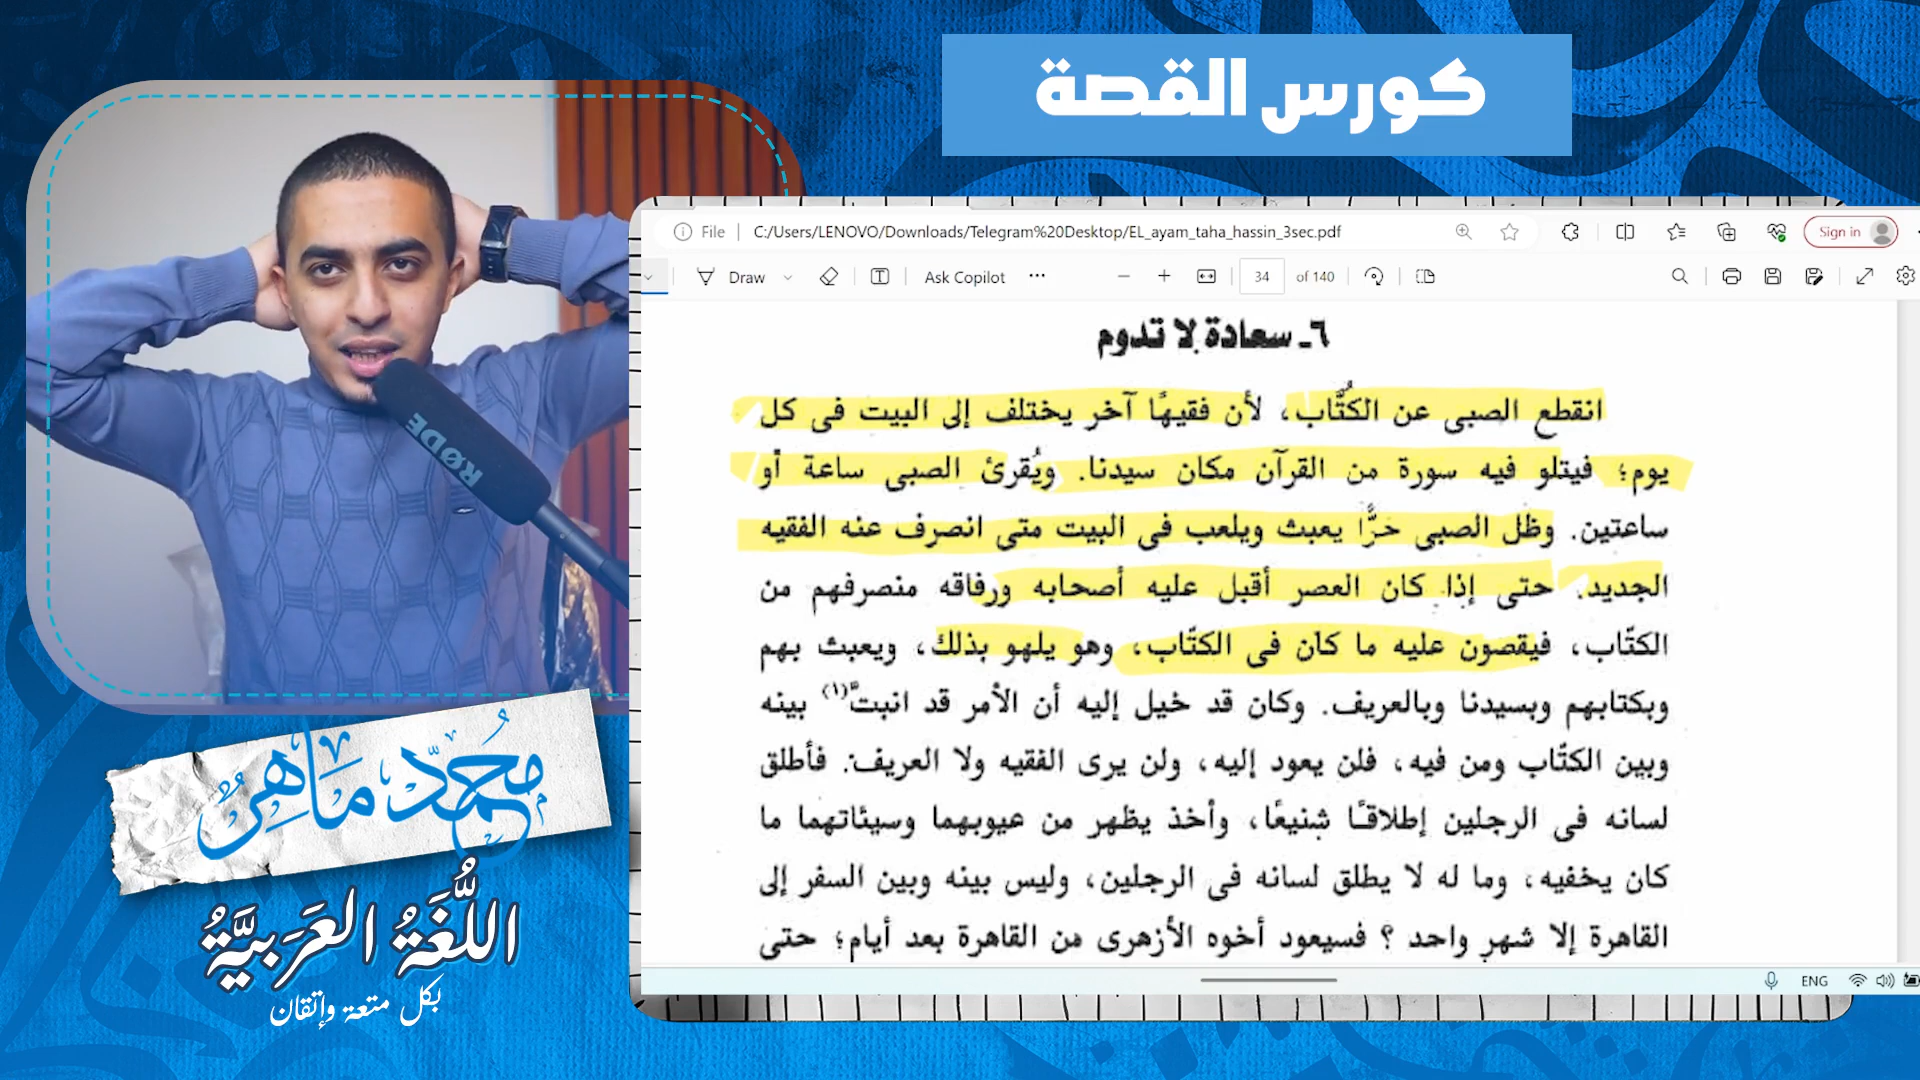 كورس القصة
File
C:/Users/LENOVO/Downloads/Telegram%20Desktop/EL_ayam_taha_hassin_3sec.pdf
Sign in
Draw
Ask Copilot
34 of 140
٦ـ سعادة لا تدوم
انقطع الصبى عن الكُتَّاب، لأن فقيهًا آخر يختلف إلى البيت فى كل
يوم؛ فيتلو فيه سورة من القرآن مكان سيدنا. ويُقرئ الصبى ساعة أو
ساعتين. وظل الصبى حرًّا يعبث ويلعب فى البيت متى انصرف عنه الفقيه
الجديد. حتى إذا كان العصر أقبل عليه أصحابه ورفاقه منصرفهم من
الكتّاب، فيقصون عليه ما كان فى الكتّاب، وهو يلهو بذلك، ويعبث بهم
وبكتابهم وبسيدنا وبالعريف. وكان قد خيل إليه أن الأمر قد انبتَّ(١) بينه
وبين الكتّاب ومن فيه، فلن يعود إليه، ولن يرى الفقيه ولا العريف. فأطلق
لسانه فى الرجلين إطلاقًا شنيعًا، وأخذ يظهر من عيوبهما وسيئاتهما ما
كان يخفيه، وما له لا يطلق لسانه فى الرجلين، وليس بينه وبين السفر إلى
القاهرة إلا شهر واحد ؟ فسيعود أخوه الأزهرى من القاهرة بعد أيام؛ حتى
ENG
RØDE
مُحمَّد مَاهِرٌ
اللُّغَةُ العَرَبِيَّةُ
بكل متعة وإتقان